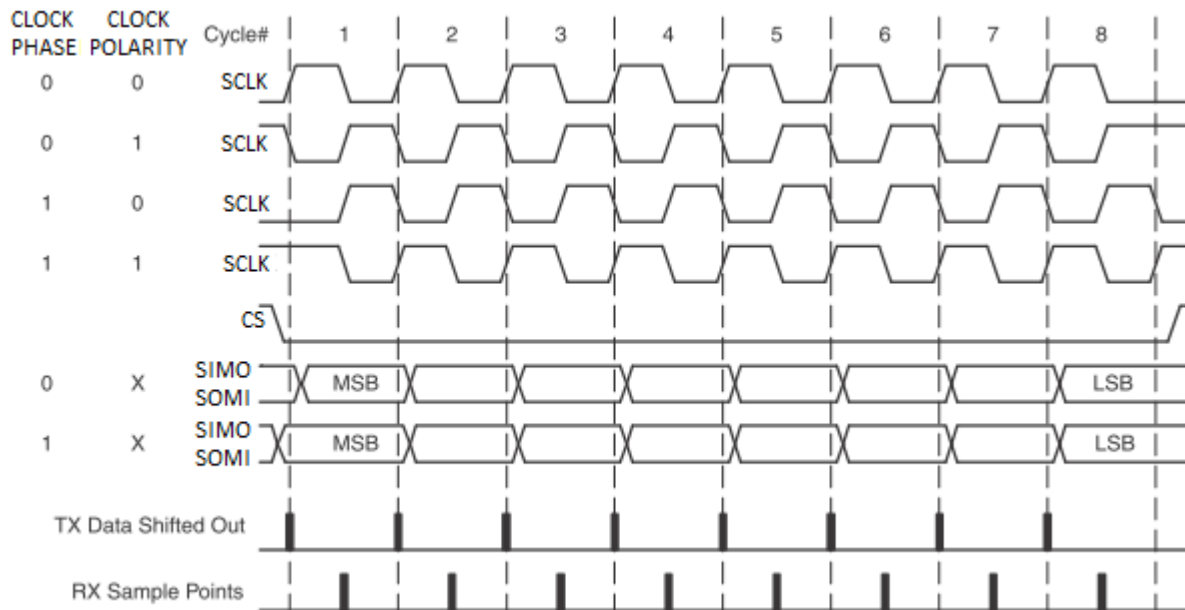 CLOCK PHASE CLOCK POLARITY Cycle# 1 2 3 4 5 6 7 8
0 0 SCLK
0 1 SCLK
1 0 SCLK
1 1 SCLK
CS
0 X SIMO SOMI MSB LSB
1 X SIMO SOMI MSB LSB
TX Data Shifted Out
RX Sample Points